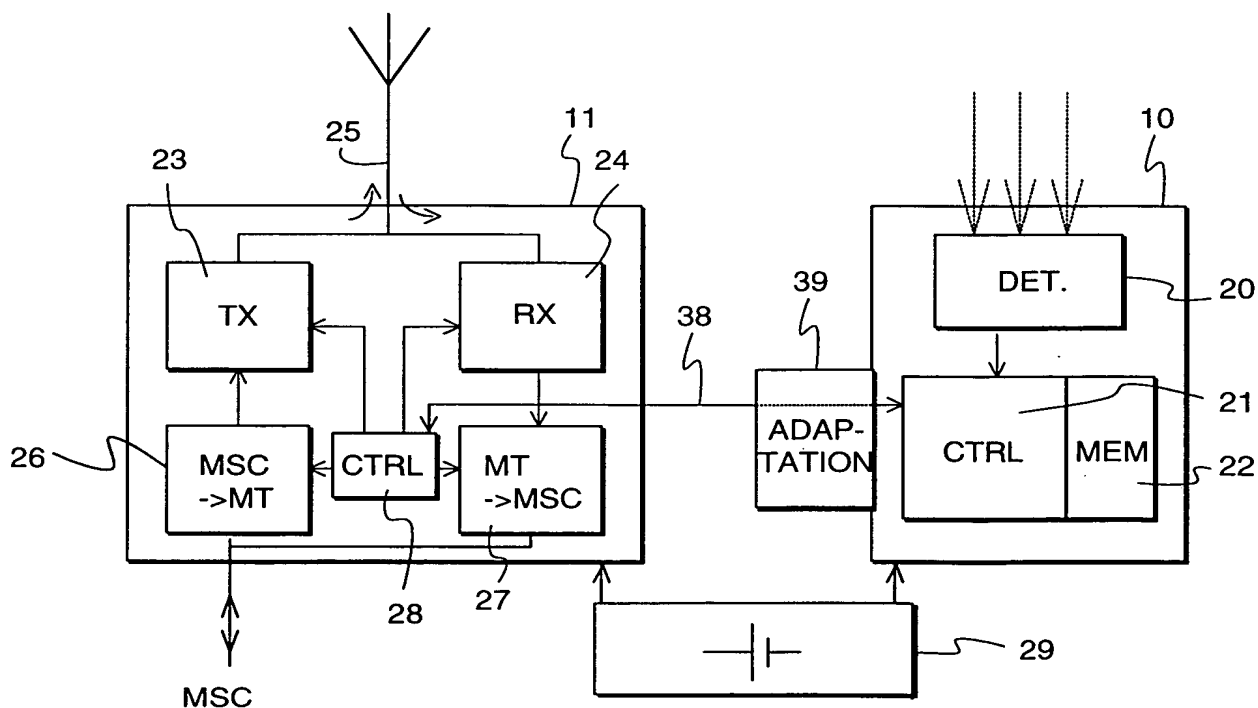 11
10
25
23
24
39
DET.
20
TX
RX
38
ADAP-
TATION
21
CTRL
MEM
22
26
MSC
->MT
CTRL
MT
->MSC
28
27
29
MSC